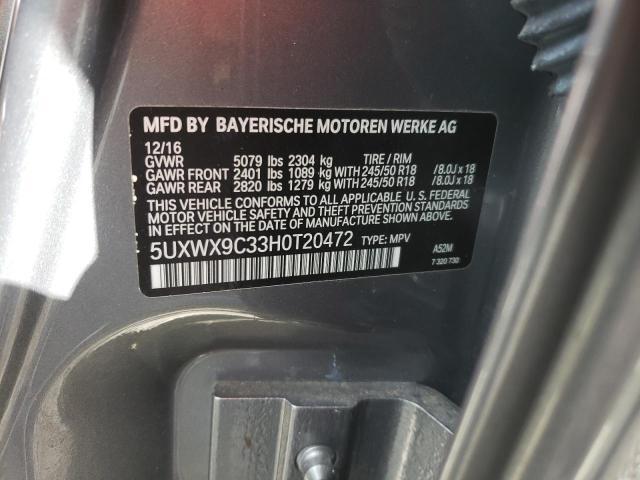 MFD BY BAYERISCHE MOTOREN WERKE AG
12/16
GVWR 5079 lbs 2304 kg TIRE / RIM
GAWR FRONT 2401 lbs 1089 kg WITH 245/50 R18 /8.0J x 18
GAWR REAR 2820 lbs 1279 kg WITH 245/50 R18 /8.0J x 18
THIS VEHICLE CONFORMS TO ALL APPLICABLE U. S. FEDERAL
MOTOR VEHICLE SAFETY AND THEFT PREVENTION STANDARDS
IN EFFECT ON THE DATE OF MANUFACTURE SHOWN ABOVE.
5UXWX9C33H0T20472 TYPE: MPV A52M
7 320 730